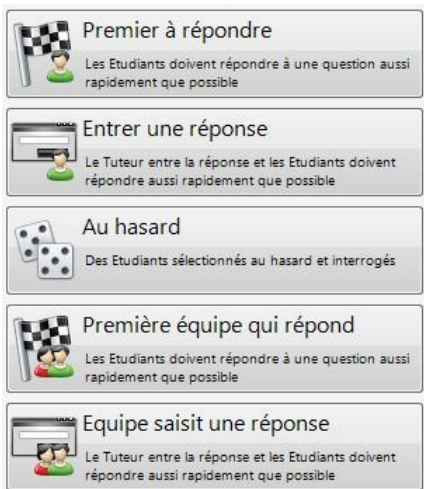 Premier à répondre
Les Etudiants doivent répondre à une question aussi
rapidement que possible
Entrer une réponse
Le Tuteur entre la réponse et les Etudiants doivent
répondre aussi rapidement que possible
Au hasard
Des Etudiants sélectionnés au hasard et interrogés
Première équipe qui répond
Les Etudiants doivent répondre à une question aussi
rapidement que possible
Equipe saisit une réponse
Le Tuteur entre la réponse et les Etudiants doivent
répondre aussi rapidement que possible